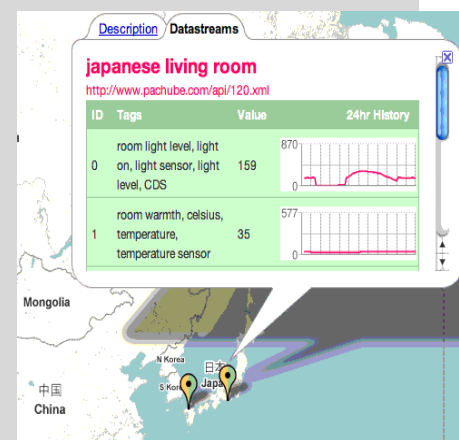 Description Datastreams
japanese living room
http://www.pachube.com/api/120.xml
ID Tags Value 24hr History
0 room light level, light on, light sensor, light level, CDS 159 870 0
1 room warmth, celsius, temperature, temperature sensor 35 577 0
Mongolia
N Korea
日本
S Japa
中国
China